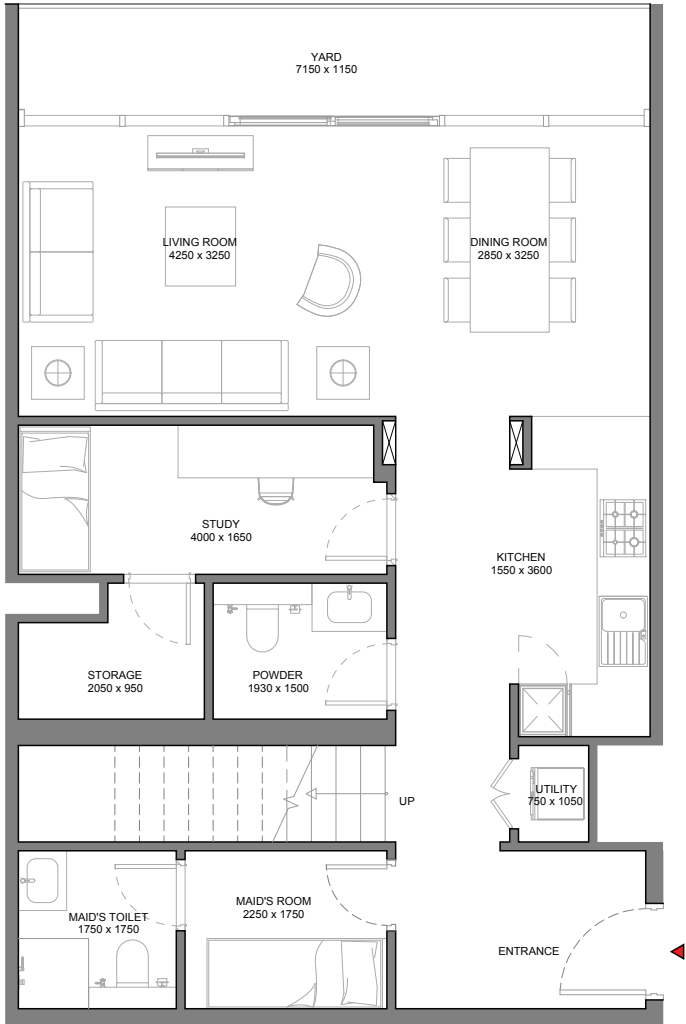 YARD
7150 x 1150
LIVING ROOM
4250 x 3250
DINING ROOM
2850 x 3250
STUDY
4000 x 1650
KITCHEN
1550 x 3600
STORAGE
2050 x 950
POWDER
1930 x 1500
UP
UTILITY
750 x 1050
MAID'S ROOM
2250 x 1750
MAID'S TOILET
1750 x 1750
ENTRANCE